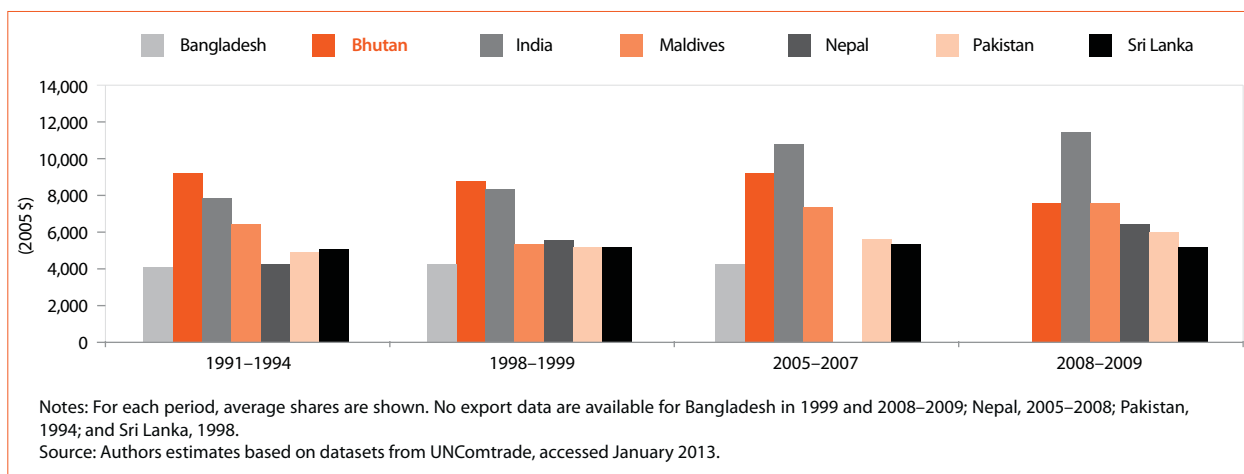 Bangladesh Bhutan India Maldives Nepal Pakistan Sri Lanka
14,000
12,000
10,000
8,000
6,000
4,000
2,000
0
(2005 $)
1991–1994 1998–1999 2005–2007 2008–2009
Notes: For each period, average shares are shown. No export data are available for Bangladesh in 1999 and 2008–2009; Nepal, 2005–2008; Pakistan,
1994; and Sri Lanka, 1998.
Source: Authors estimates based on datasets from UNComtrade, accessed January 2013.